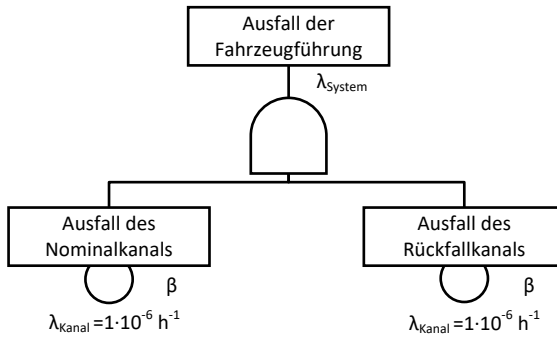 Ausfall der
Fahrzeugführung
λSystem
Ausfall des
Nominalkanals
Ausfall des
Rückfallkanals
β
β
λKanal =1·10⁻⁶ h⁻¹
λKanal =1·10⁻⁶ h⁻¹